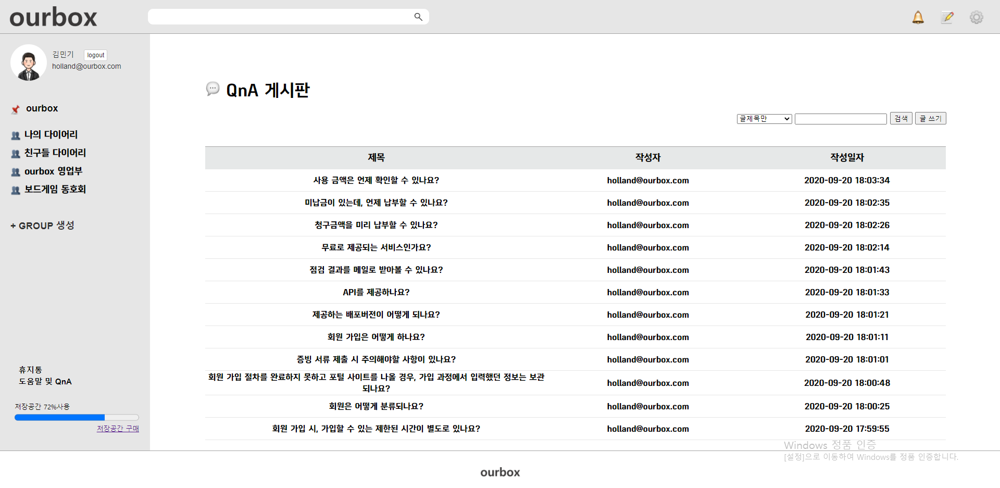 ourbox
김민기 logout
holland@ourbox.com
ourbox
나의 다이어리
친구들 다이어리
ourbox 영업부
보드게임 동호회
+ GROUP 생성
휴지통
도움말 및 QnA
저장공간 72%사용
저장공간 구매
QnA 게시판
글제목만 검색 글 쓰기
제목 작성자 작성일자
사용 금액은 언제 확인할 수 있나요? holland@ourbox.com 2020-09-20 18:03:34
미납금이 있는데, 언제 납부할 수 있나요? holland@ourbox.com 2020-09-20 18:02:35
청구금액을 미리 납부할 수 있나요? holland@ourbox.com 2020-09-20 18:02:26
무료로 제공되는 서비스인가요? holland@ourbox.com 2020-09-20 18:02:14
점검 결과를 메일로 받아볼 수 있나요? holland@ourbox.com 2020-09-20 18:01:43
API를 제공하나요? holland@ourbox.com 2020-09-20 18:01:33
제공하는 배포버전이 어떻게 되나요? holland@ourbox.com 2020-09-20 18:01:21
회원 가입은 어떻게 하나요? holland@ourbox.com 2020-09-20 18:01:11
증빙 서류 제출 시 주의해야할 사항이 있나요? holland@ourbox.com 2020-09-20 18:01:01
회원 가입 절차를 완료하지 못하고 포털 사이트를 나올 경우, 가입 과정에서 입력했던 정보는 보관
되나요? holland@ourbox.com 2020-09-20 18:00:48
회원은 어떻게 분류되나요? holland@ourbox.com 2020-09-20 18:00:25
회원 가입 시, 가입할 수 있는 제한된 시간이 별도로 있나요? holland@ourbox.com 2020-09-20 17:59:55
Windows 정품 인증
[설정]으로 이동하여 Windows를 정품 인증합니다.
ourbox